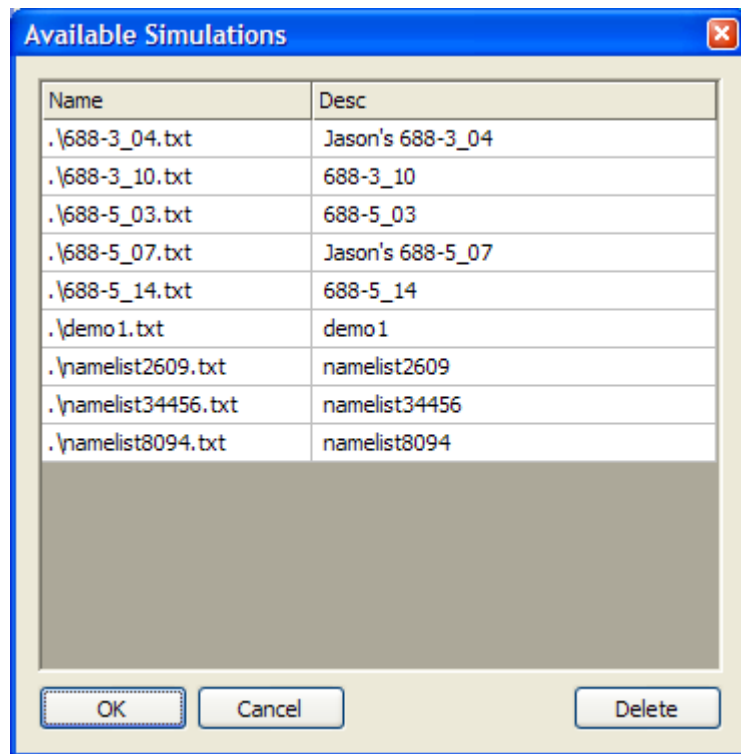 Available Simulations
Name Desc
.\688-3_04.txt Jason's 688-3_04
.\688-3_10.txt 688-3_10
.\688-5_03.txt 688-5_03
.\688-5_07.txt Jason's 688-5_07
.\688-5_14.txt 688-5_14
.\demo1.txt demo1
.\namelist2609.txt namelist2609
.\namelist34456.txt namelist34456
.\namelist8094.txt namelist8094
OK Cancel Delete